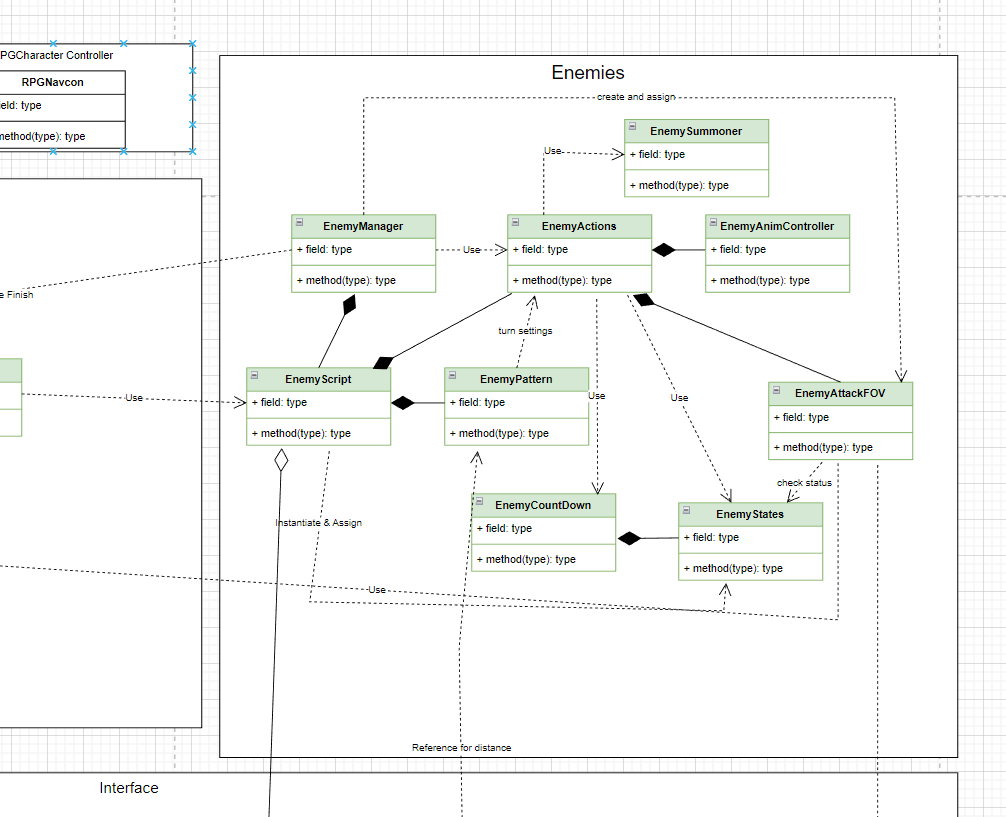 PGCharacter Controller
RPGNavcon
ield: type
nethod(type): type
Enemies
create and assign
EnemySummoner
+ field: type
+ method(type): type
Use
EnemyManager
+ field: type
+ method(type): type
Use
EnemyActions
+ field: type
+ method(type): type
EnemyAnimController
+ field: type
+ method(type): type
e Finish
turn settings
EnemyScript
+ field: type
+ method(type): type
EnemyPattern
+ field: type
+ method(type): type
Use
Use
Use
EnemyAttackFOV
+ field: type
+ method(type): type
check status
EnemyCountDown
+ field: type
+ method(type): type
EnemyStates
+ field: type
+ method(type): type
Instantiate & Assign
Use
Reference for distance
Interface